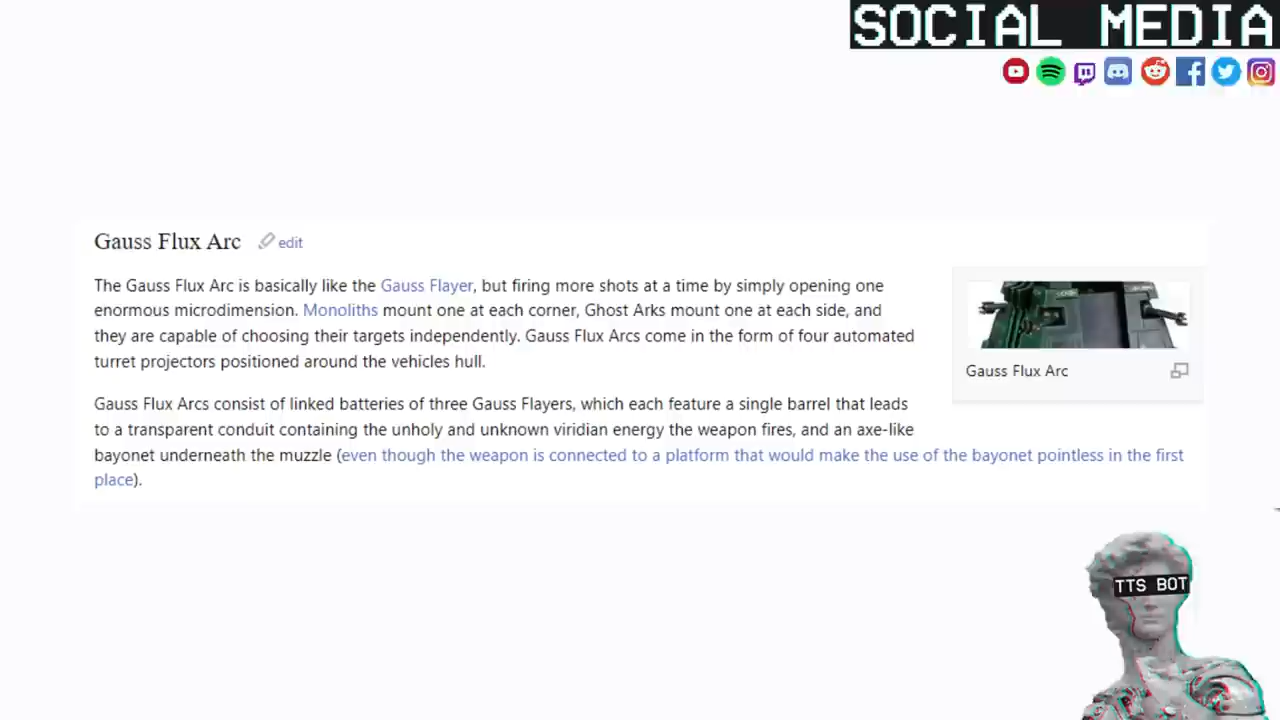 SOCIAL MEDIA
Gauss Flux Arc edit
The Gauss Flux Arc is basically like the Gauss Flayer, but firing more shots at a time by simply opening one
enormous microdimension. Monoliths mount one at each corner, Ghost Arks mount one at each side, and
they are capable of choosing their targets independently. Gauss Flux Arcs come in the form of four automated
turret projectors positioned around the vehicles hull.
Gauss Flux Arc
Gauss Flux Arcs consist of linked batteries of three Gauss Flayers, which each feature a single barrel that leads
to a transparent conduit containing the unholy and unknown viridian energy the weapon fires, and an axe-like
bayonet underneath the muzzle (even though the weapon is connected to a platform that would make the use of the bayonet pointless in the first
place).
TTS BOT